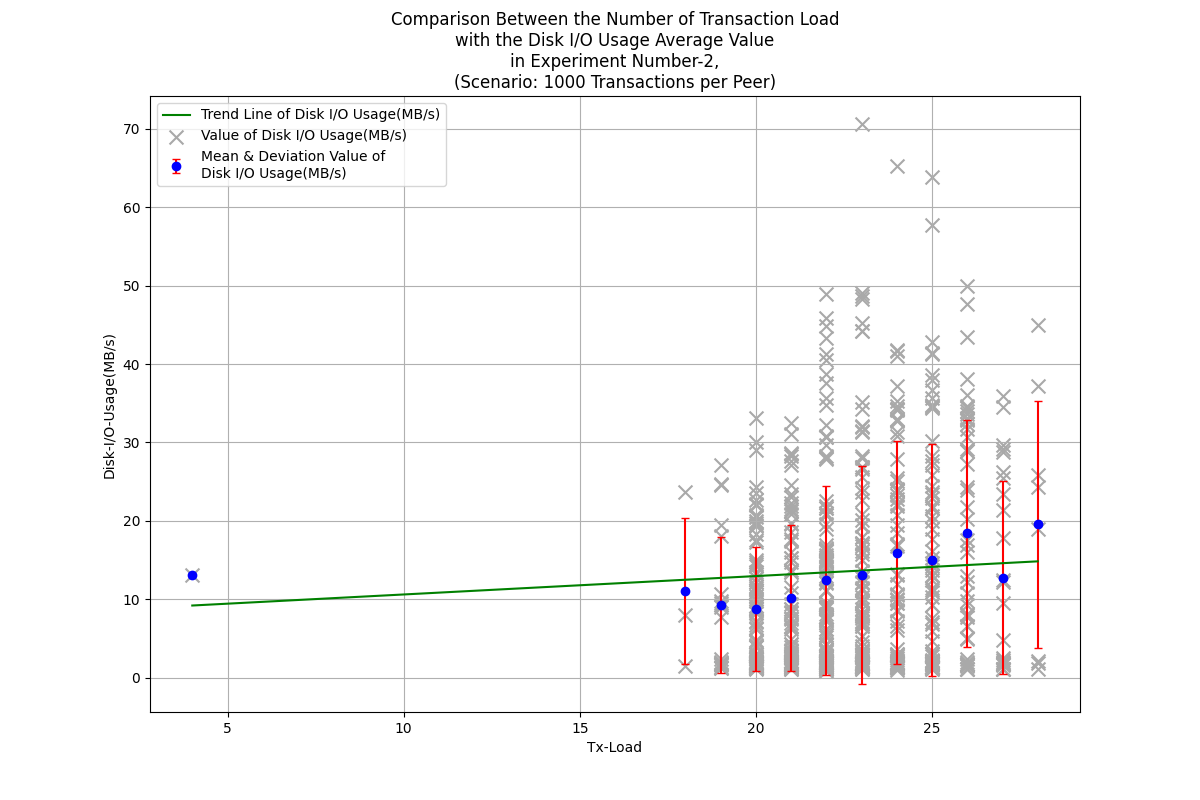 Comparison Between the Number of Transaction Load
with the Disk I/O Usage Average Value
in Experiment Number-2,
(Scenario: 1000 Transactions per Peer)
Trend Line of Disk I/O Usage(MB/s)
Value of Disk I/O Usage(MB/s)
Mean & Deviation Value of
Disk I/O Usage(MB/s)
70
60
50
40
30
20
10
0
Disk-I/O-Usage(MB/s)
5
10
15
20
25
Tx-Load